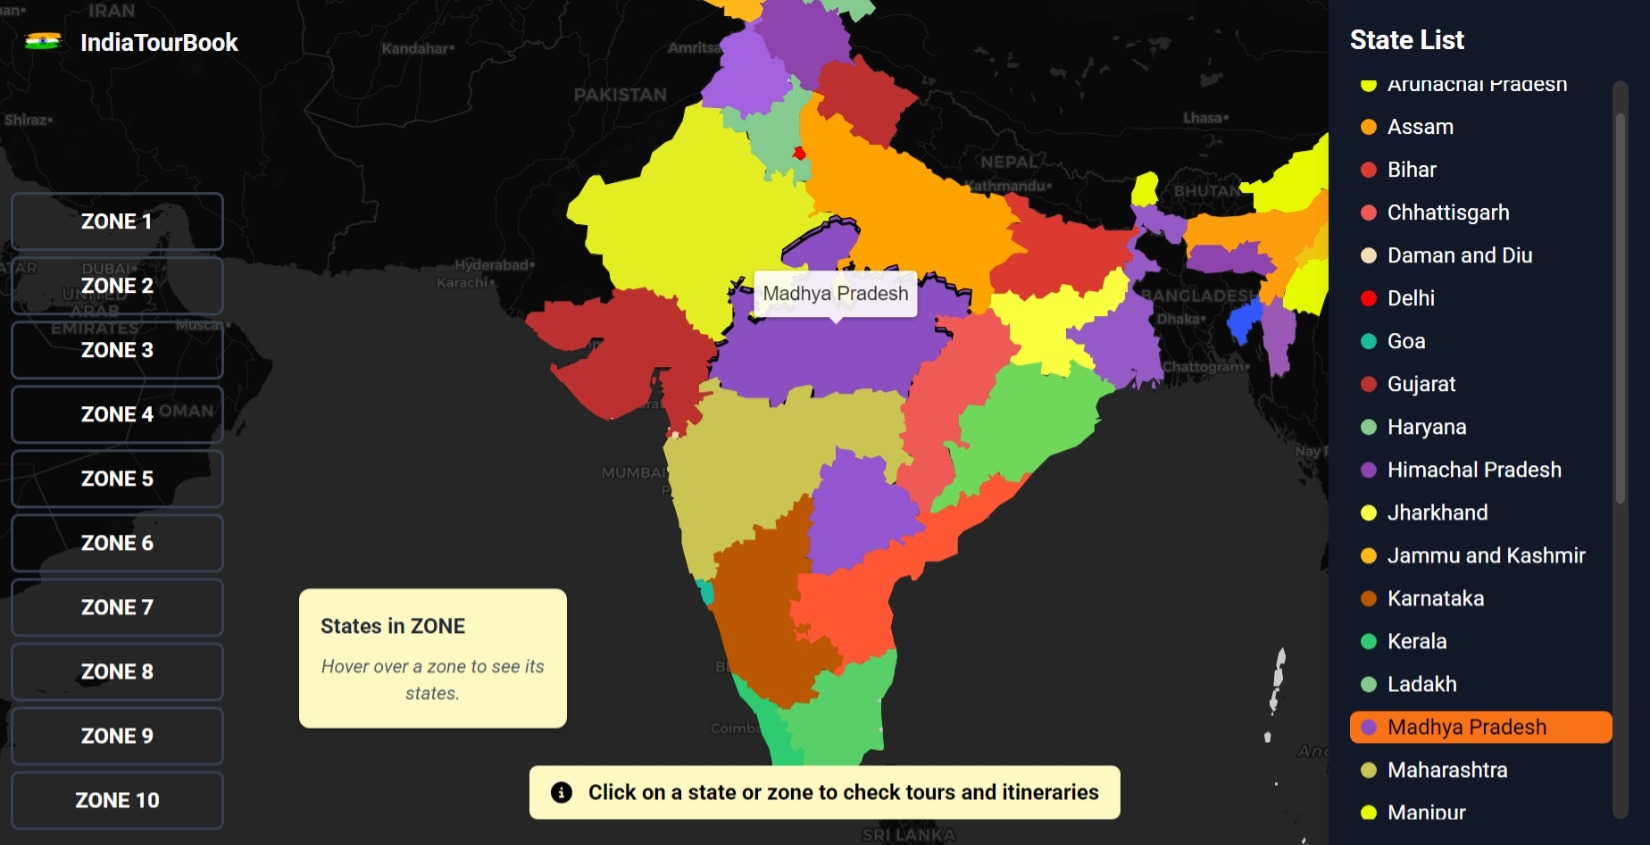 IRAN
IndiaTourBook
Kandahar
Amritsa
PAKISTAN
Shiraz
Lhasa
NEPAL
Kathmandu
BHUTAN
ZONE 1
ZONE 2
ZONE 3
ZONE 4
ZONE 5
ZONE 6
ZONE 7
ZONE 8
ZONE 9
ZONE 10
DUBAI
UNITED
ARAB
EMIRATES
Muscat
OMAN
Hyderabad
Karachi
Madhya Pradesh
BANGLADESH
Dhaka
Chattogram
MUMBAI
Nay P
Coimb
SRI LANKA
States in ZONE
Hover over a zone to see its
states.
Click on a state or zone to check tours and itineraries
State List
Arunachal Pradesh
Assam
Bihar
Chhattisgarh
Daman and Diu
Delhi
Goa
Gujarat
Haryana
Himachal Pradesh
Jharkhand
Jammu and Kashmir
Karnataka
Kerala
Ladakh
Madhya Pradesh
Maharashtra
Manipur